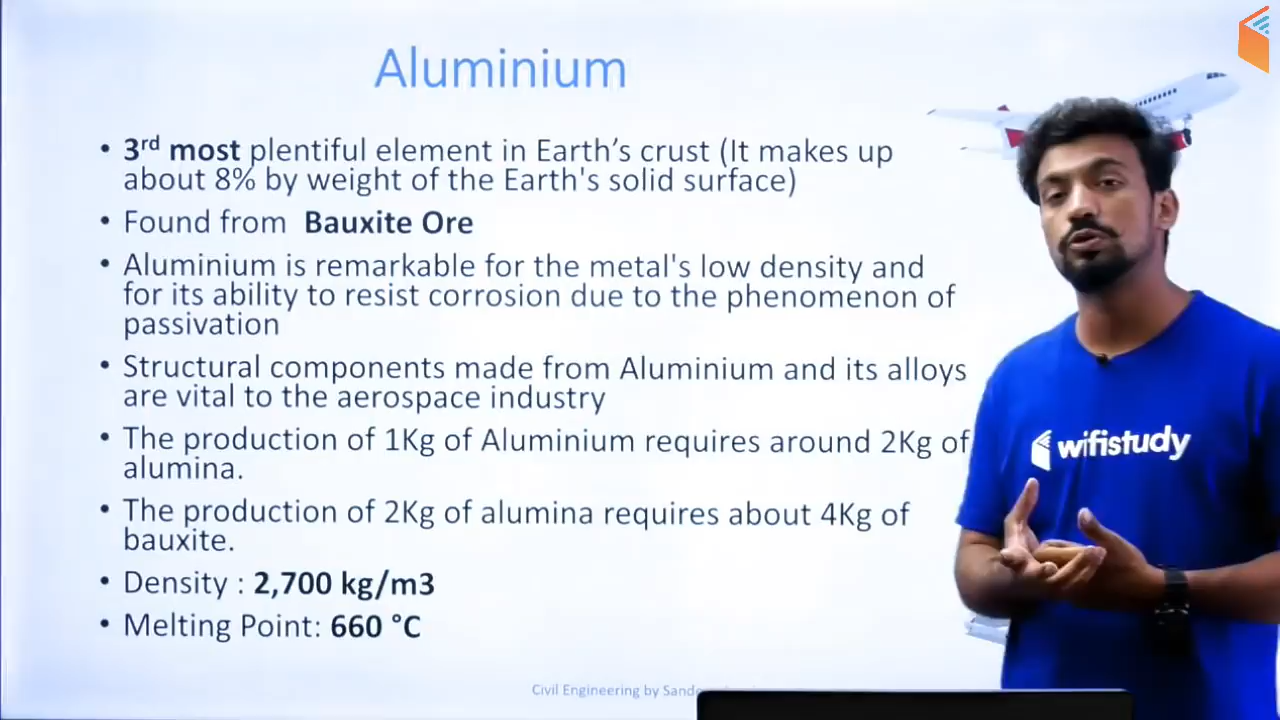 Aluminium
• 3rd most plentiful element in Earth's crust (It makes up
about 8% by weight of the Earth's solid surface)
• Found from Bauxite Ore
• Aluminium is remarkable for the metal's low density and
for its ability to resist corrosion due to the phenomenon of
passivation
• Structural components made from Aluminium and its alloys
are vital to the aerospace industry
• The production of 1Kg of Aluminium requires around 2Kg of
alumina.
• The production of 2Kg of alumina requires about 4Kg of
bauxite.
• Density : 2,700 kg/m3
• Melting Point: 660 °C
wifistudy
Civil Engineering by